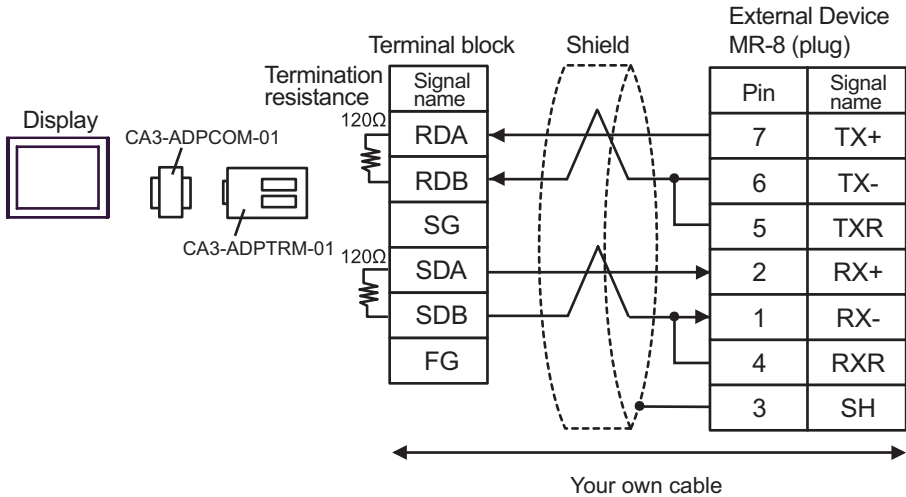 External Device
MR-8 (plug)
Terminal block
Shield
Termination
resistance
Signal
name
Pin
Signal
name
Display
CA3-ADPCOM-01
120Ω
RDA
7
TX+
RDB
6
TX-
SG
5
TXR
CA3-ADPTRM-01
120Ω
SDA
2
RX+
SDB
1
RX-
FG
4
RXR
3
SH
Your own cable